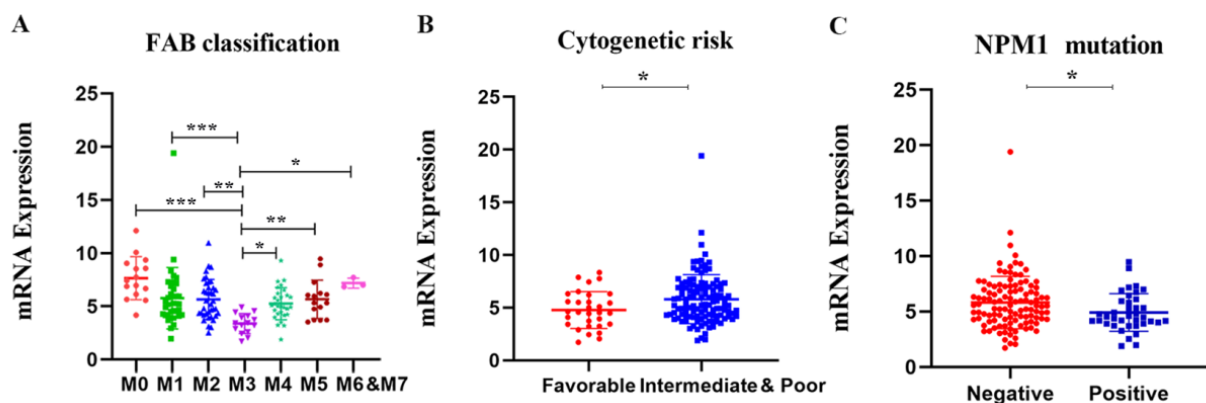 A
FAB classification
mRNA Expression
25
20
15
10
5
0
***
*
**
***
**
*
M0 M1 M2 M3 M4 M5 M6 &M7
B
Cytogenetic risk
mRNA Expression
25
20
15
10
5
0
*
Favorable Intermediate & Poor
C
NPM1 mutation
mRNA Expression
25
20
15
10
5
0
*
Negative Positive